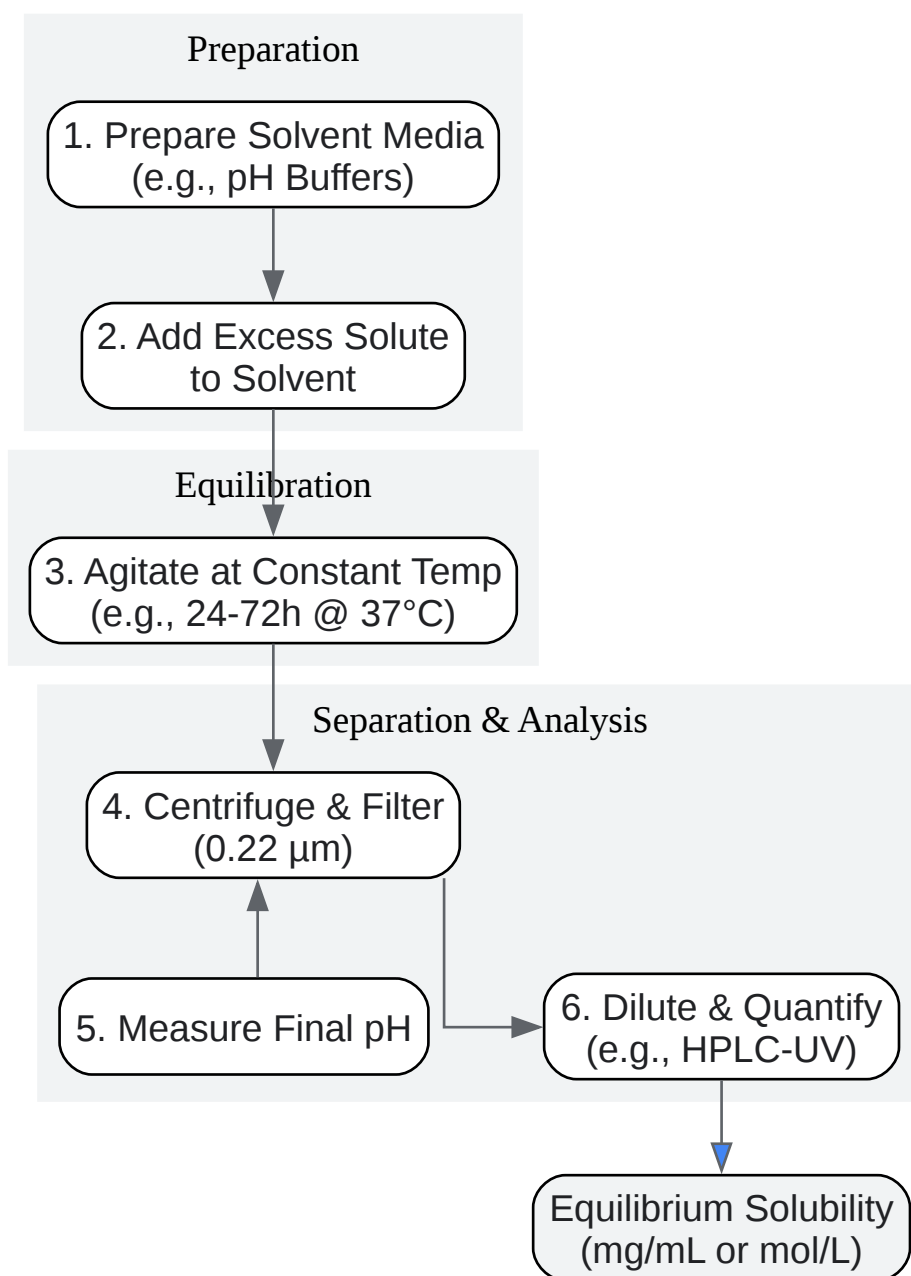 Preparation
1. Prepare Solvent Media
(e.g., pH Buffers)
2. Add Excess Solute
to Solvent
Equilibration
3. Agitate at Constant Temp
(e.g., 24-72h @ 37°C)
Separation & Analysis
4. Centrifuge & Filter
(0.22 µm)
5. Measure Final pH
6. Dilute & Quantify
(e.g., HPLC-UV)
Equilibrium Solubility
(mg/mL or mol/L)